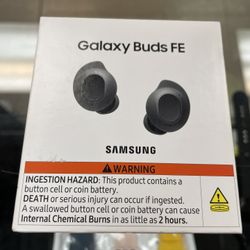 Galaxy Buds FE
SAMSUNG
WARNING
INGESTION HAZARD: This product contains a
button cell or coin battery.
DEATH or serious injury can occur if ingested.
A swallowed button cell or coin battery can cause
Internal Chemical Burns in as little as 2 hours.